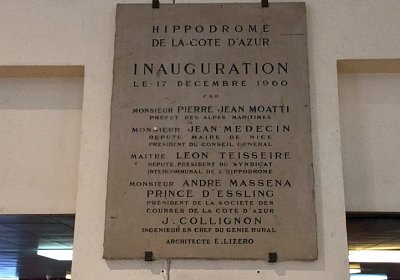 HIPPODROME
DE LA COTE D'AZUR
INAUGURATION
LE 17 DECEMBRE 1960
PAR
MONSIEUR PIERRE JEAN MOATTI
PREFET DES ALPES MARITIMES
MONSIEUR JEAN MEDECIN
DEPUTE MAIRE DE NICE
PRESIDENT DU CONSEIL GENERAL
MAITRE LEON TEISSEIRE
DEPUTE, PRESIDENT DU SYNDICAT
INTERCOMMUNAL DE L'HIPPODROME
MONSIEUR ANDRE MASSENA
PRINCE D'ESSLING
PRESIDENT DE LA SOCIETE DES
COURSES DE LA COTE D'AZUR
J. COLLIGNON
INGENIEUR EN CHEF DU GENIE RURAL
ARCHITECTE E. LIZERO